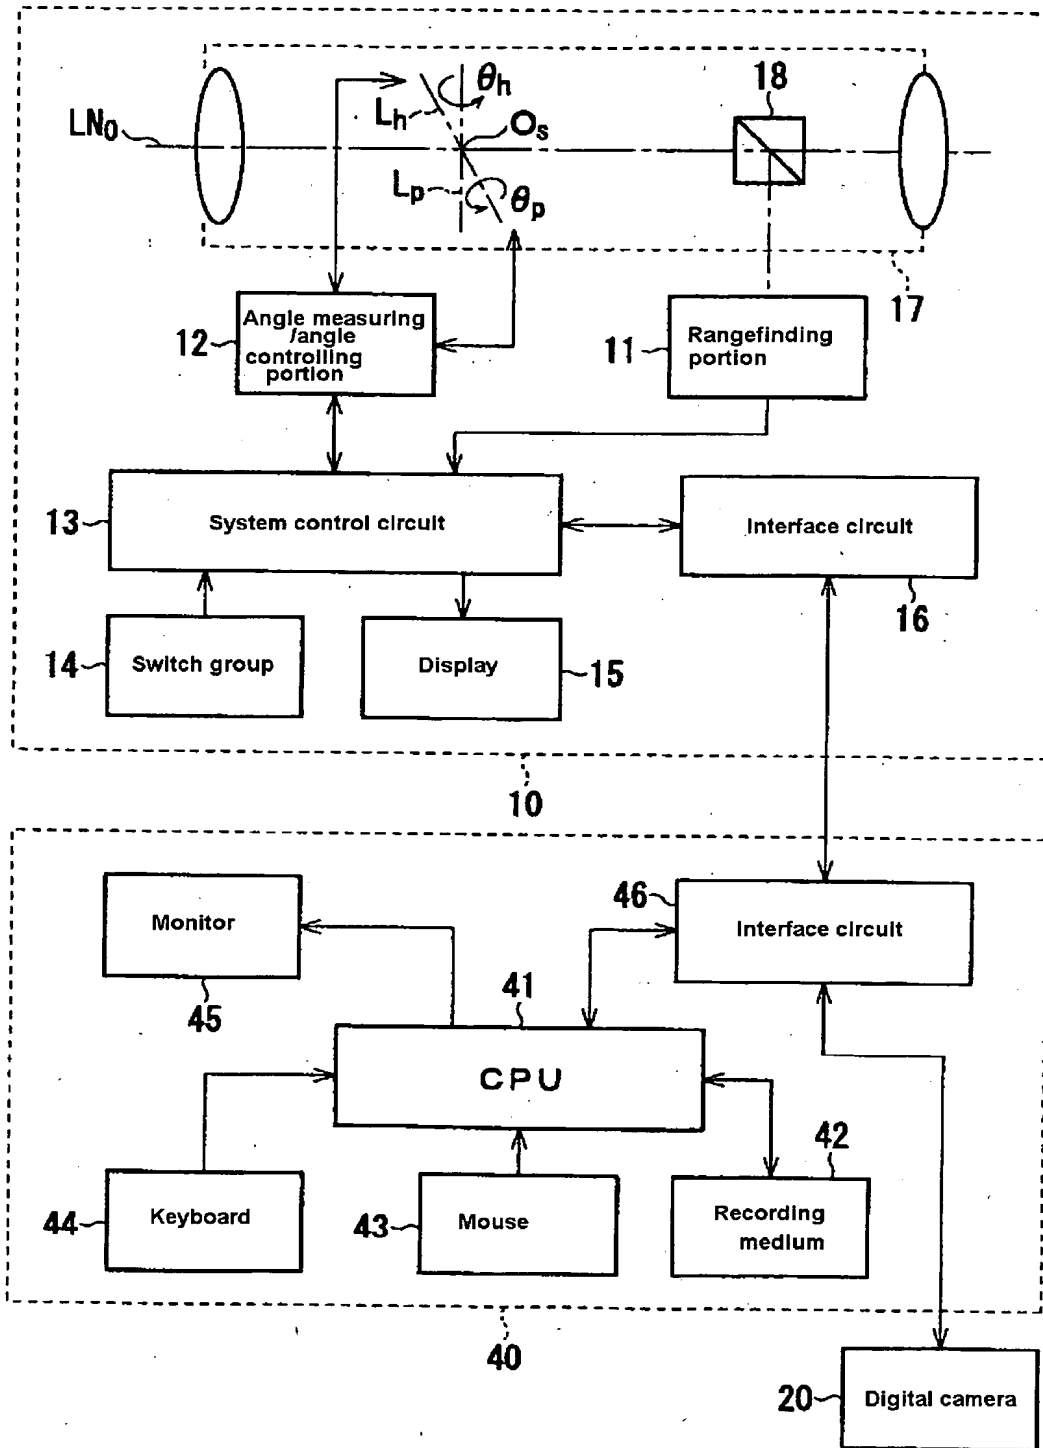 θh
18
LN0
Lh
Os
Lp
θp
17
12
Angle measuring
/angle
controlling
portion
11
Rangefinding
portion
13
System control circuit
Interface circuit
16
14
Switch group
Display
15
10
Monitor
45
46
Interface circuit
41
CPU
42
44
Keyboard
43
Mouse
Recording
medium
40
20
Digital camera